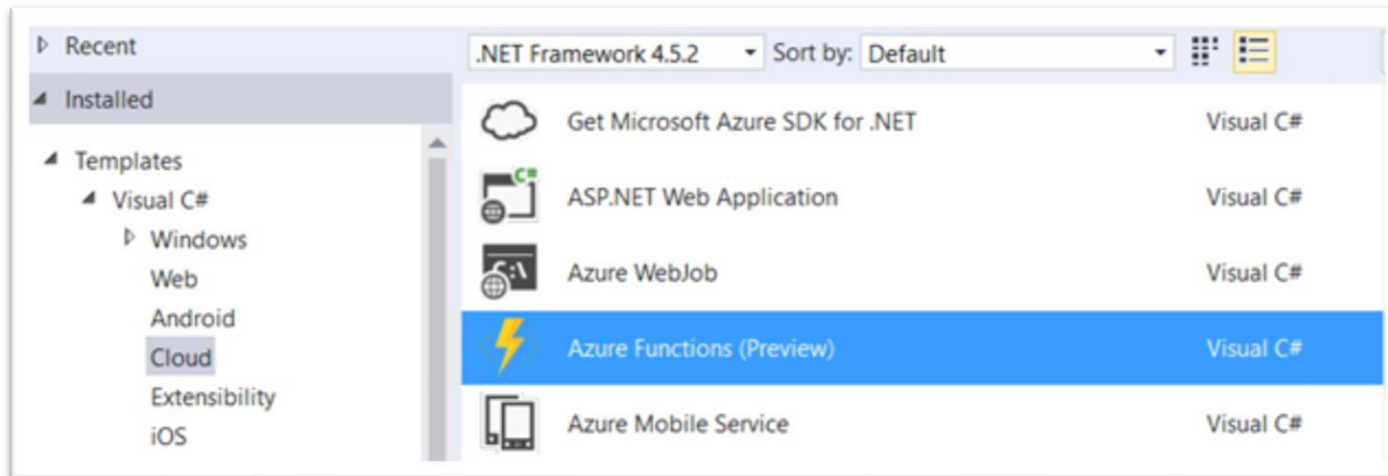 Recent
Installed
Templates
Visual C#
Windows
Web
Android
Cloud
Extensibility
iOS
.NET Framework 4.5.2 Sort by: Default
Get Microsoft Azure SDK for .NET Visual C#
ASP.NET Web Application Visual C#
Azure WebJob Visual C#
Azure Functions (Preview) Visual C#
Azure Mobile Service Visual C#